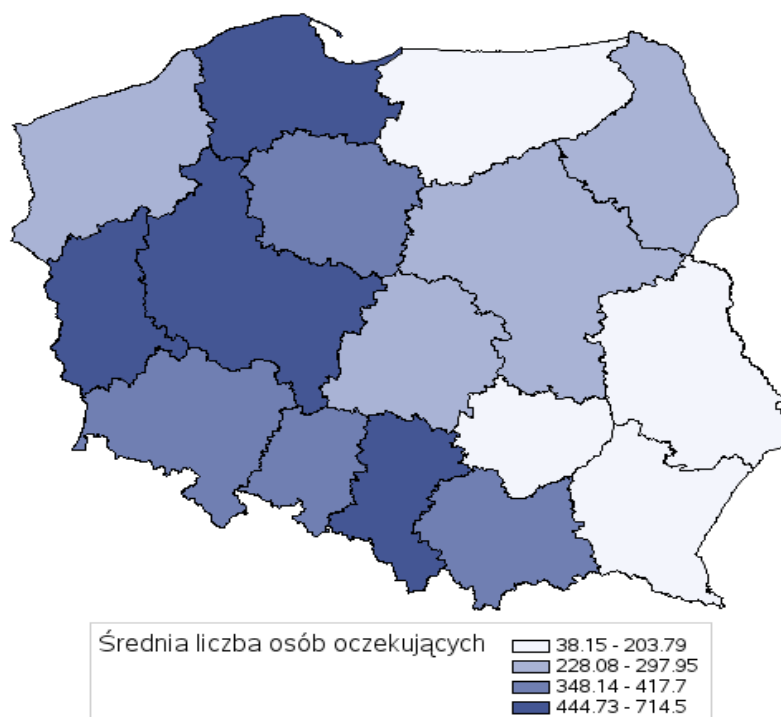 Średnia liczba osób oczekujących
38.15 - 203.79
228.08 - 297.95
348.14 - 417.7
444.73 - 714.5